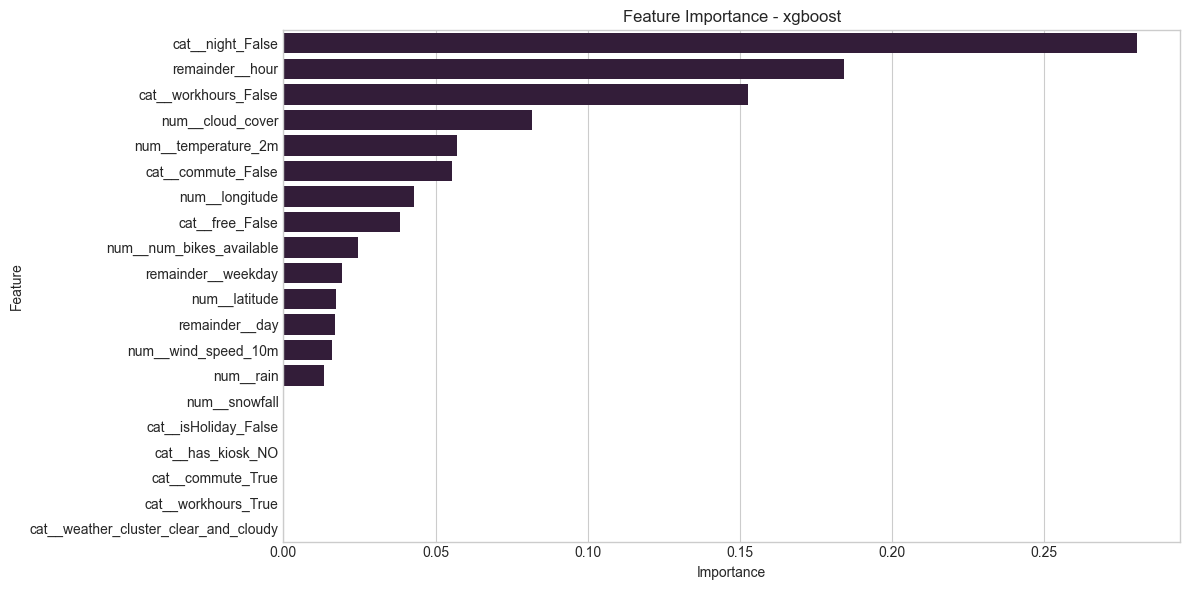 Feature Importance - xgboost
cat__night_False
remainder__hour
cat__workhours_False
num__cloud_cover
num__temperature_2m
cat__commute_False
num__longitude
cat__free_False
num__num_bikes_available
remainder__weekday
num__latitude
remainder__day
num__wind_speed_10m
num__rain
num__snowfall
cat__isHoliday_False
cat__has_kiosk_NO
cat__commute_True
cat__workhours_True
cat__weather_cluster_clear_and_cloudy
Feature
0.00 0.05 0.10 0.15 0.20 0.25
Importance